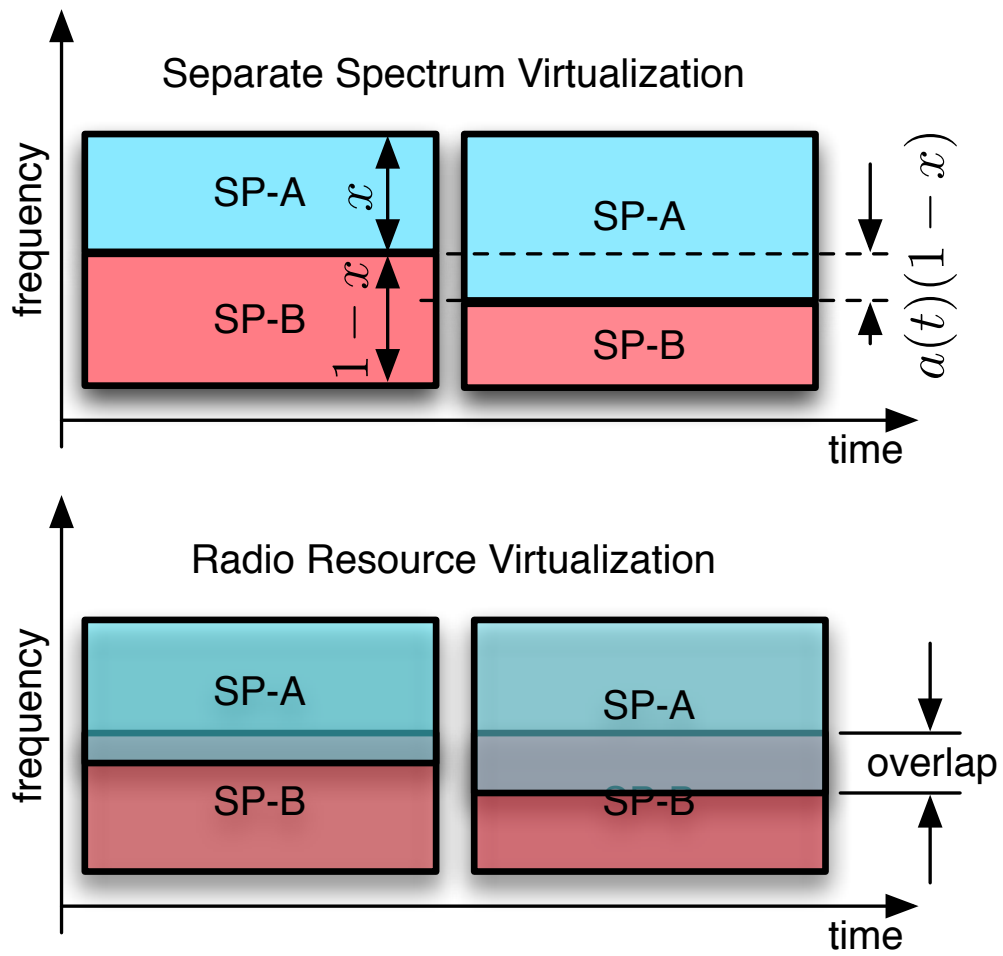 Separate Spectrum Virtualization
frequency
SP-A
x
SP-B
1 − x
SP-A
SP-B
a(t)(1 − x)
time
Radio Resource Virtualization
frequency
SP-A
SP-B
SP-A
SP-B
overlap
time